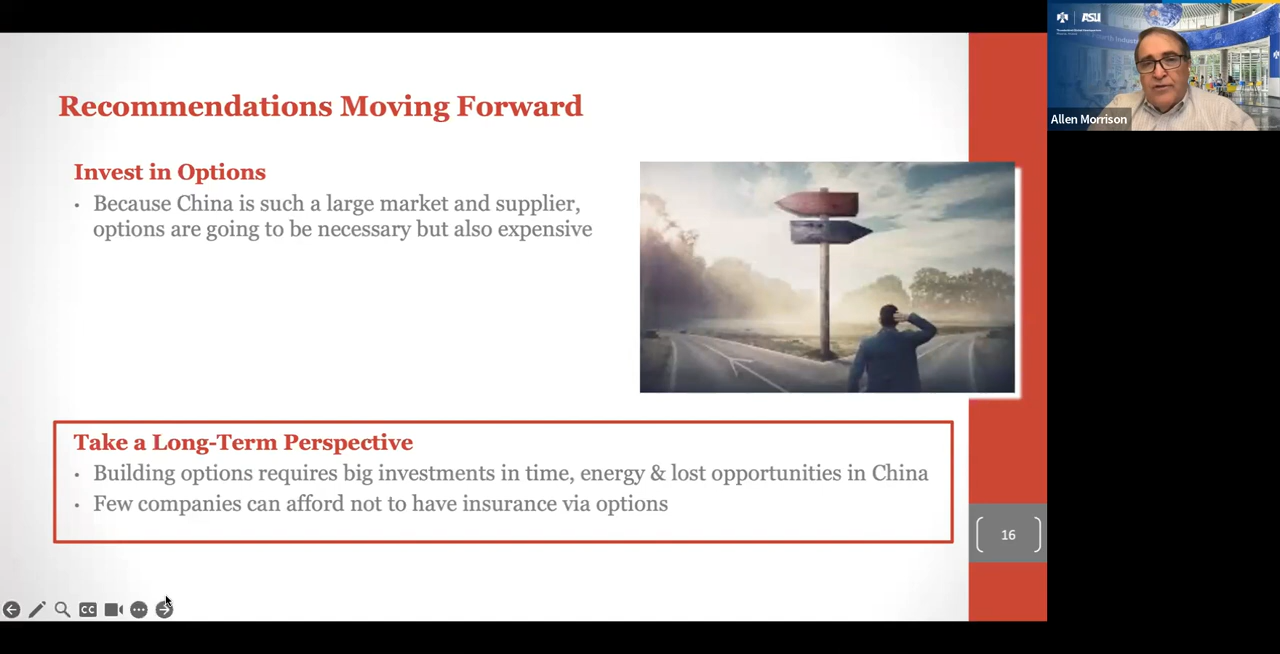 Recommendations Moving Forward
Invest in Options
• Because China is such a large market and supplier,
options are going to be necessary but also expensive
Take a Long-Term Perspective
• Building options requires big investments in time, energy & lost opportunities in China
• Few companies can afford not to have insurance via options
16
CC
ASU
Allen Morrison